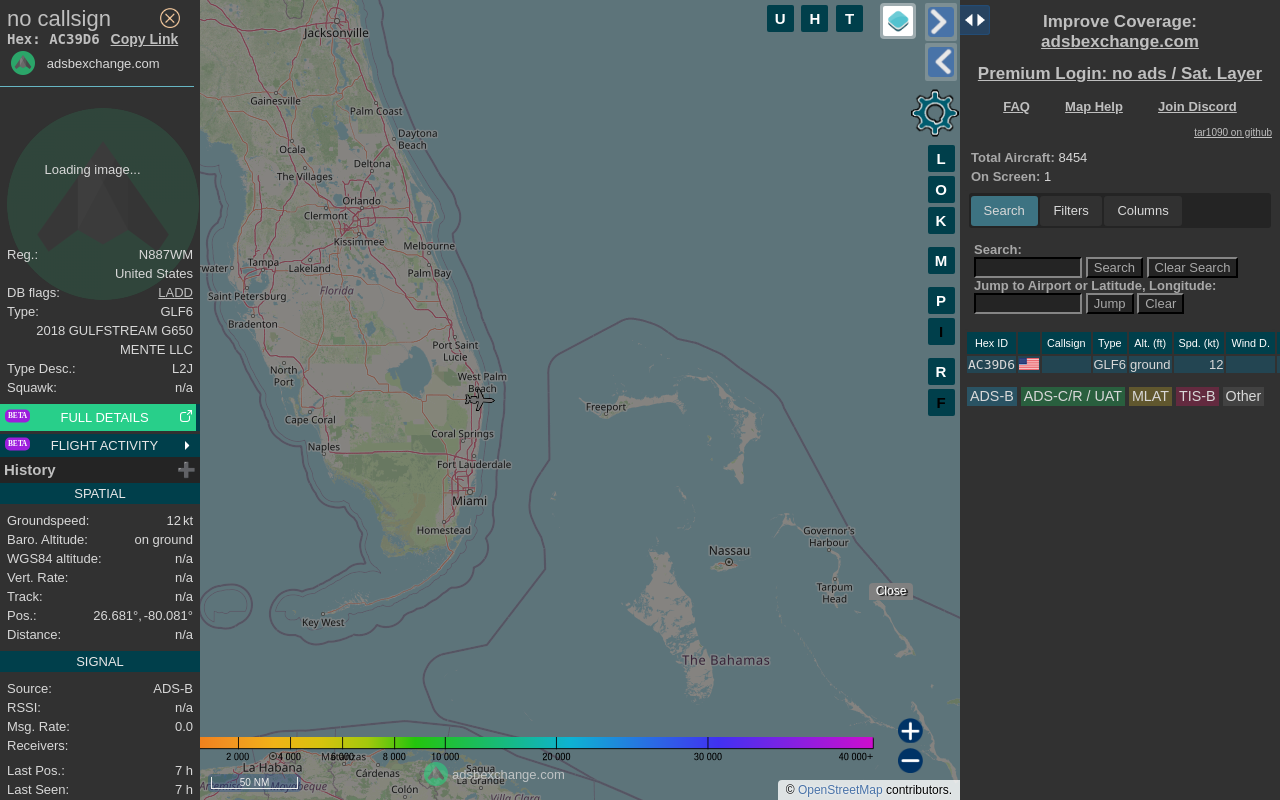 no callsign
Hex: AC39D6 Copy Link
adsbexchange.com
Loading image...
Reg.: N887WM
United States
DB flags: LADD
Type: GLF6
2018 GULFSTREAM G650
MENTE LLC
Type Desc.: L2J
Squawk: n/a
BETA FULL DETAILS
BETA FLIGHT ACTIVITY
History
SPATIAL
Groundspeed: 12 kt
Baro. Altitude: on ground
WGS84 altitude: n/a
Vert. Rate: n/a
Track: n/a
Pos.: 26.681°, -80.081°
Distance: n/a
SIGNAL
Source: ADS-B
RSSI: n/a
Msg. Rate: 0.0
Receivers:
Last Pos.: 7 h
Last Seen: 7 h
Jacksonville
Gainesville
Palm Coast
Daytona
Beach
Ocala
Deltona
The Villages
Orlando
Clermont
Kissimmee
Melbourne
Tampa
Lakeland
Palm Bay
rwater
Florida
Saint Petersburg
Bradenton
Port Saint
Lucie
North
Port
West Palm
Beach
Cape Coral
Coral Springs
Naples
Fort Lauderdale
Miami
Homestead
Key West
Freeport
Nassau
Governor's
Harbour
Tarpum
Head
The Bahamas
Close
2 000 4 000 6 000 8 000 10 000 20 000 30 000 40 000+
La Habana
Matanzas
Cárdenas
Sagua
La Grande
Artemisa
Mayabeque
Colón
Villa Clara
50 NM
adsbexchange.com
© OpenStreetMap contributors.
U H T
L
O
K
M
P
I
R
F
Improve Coverage:
adsbexchange.com
Premium Login: no ads / Sat. Layer
FAQ Map Help Join Discord
tar1090 on github
Total Aircraft: 8454
On Screen: 1
Search Filters Columns
Search:
Search Clear Search
Jump to Airport or Latitude, Longitude:
Jump Clear
Hex ID Callsign Type Alt. (ft) Spd. (kt) Wind D.
AC39D6 GLF6 ground 12
ADS-B ADS-C/R / UAT MLAT TIS-B Other